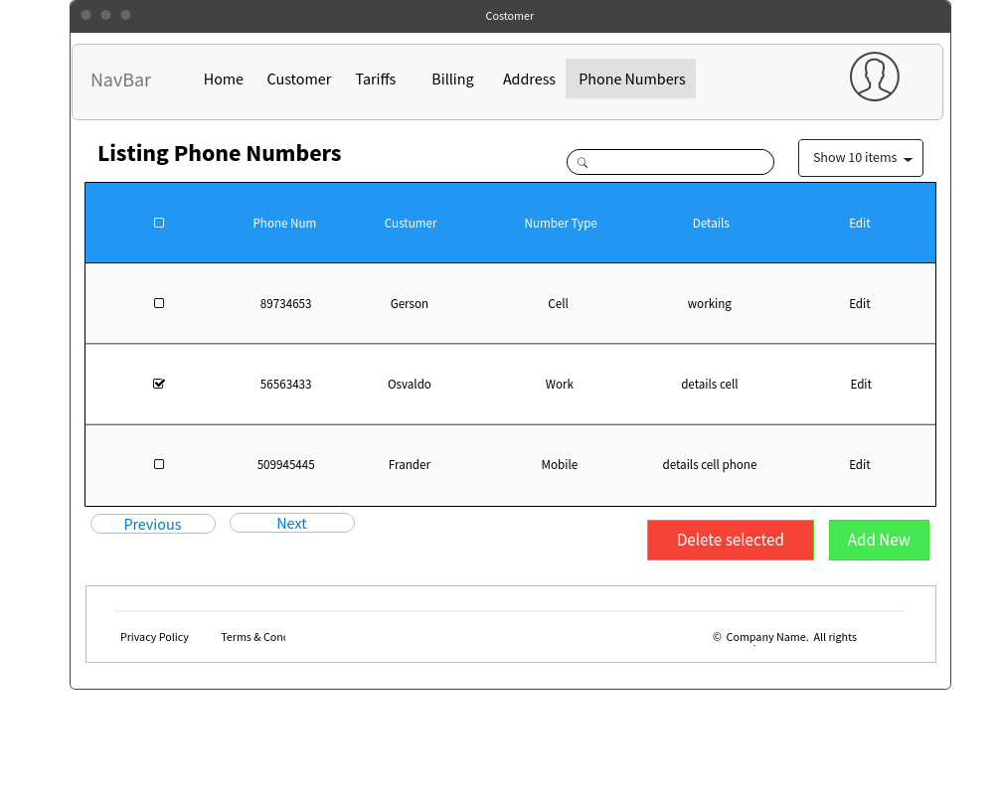 Costomer
NavBar Home Customer Tariffs Billing Address Phone Numbers
Listing Phone Numbers
Show 10 items
Phone Num Custumer Number Type Details Edit
89734653 Gerson Cell working Edit
56563433 Osvaldo Work details cell Edit
509945445 Frander Mobile details cell phone Edit
Previous Next
Delete selected Add New
Privacy Policy Terms & Con © Company Name. All rights